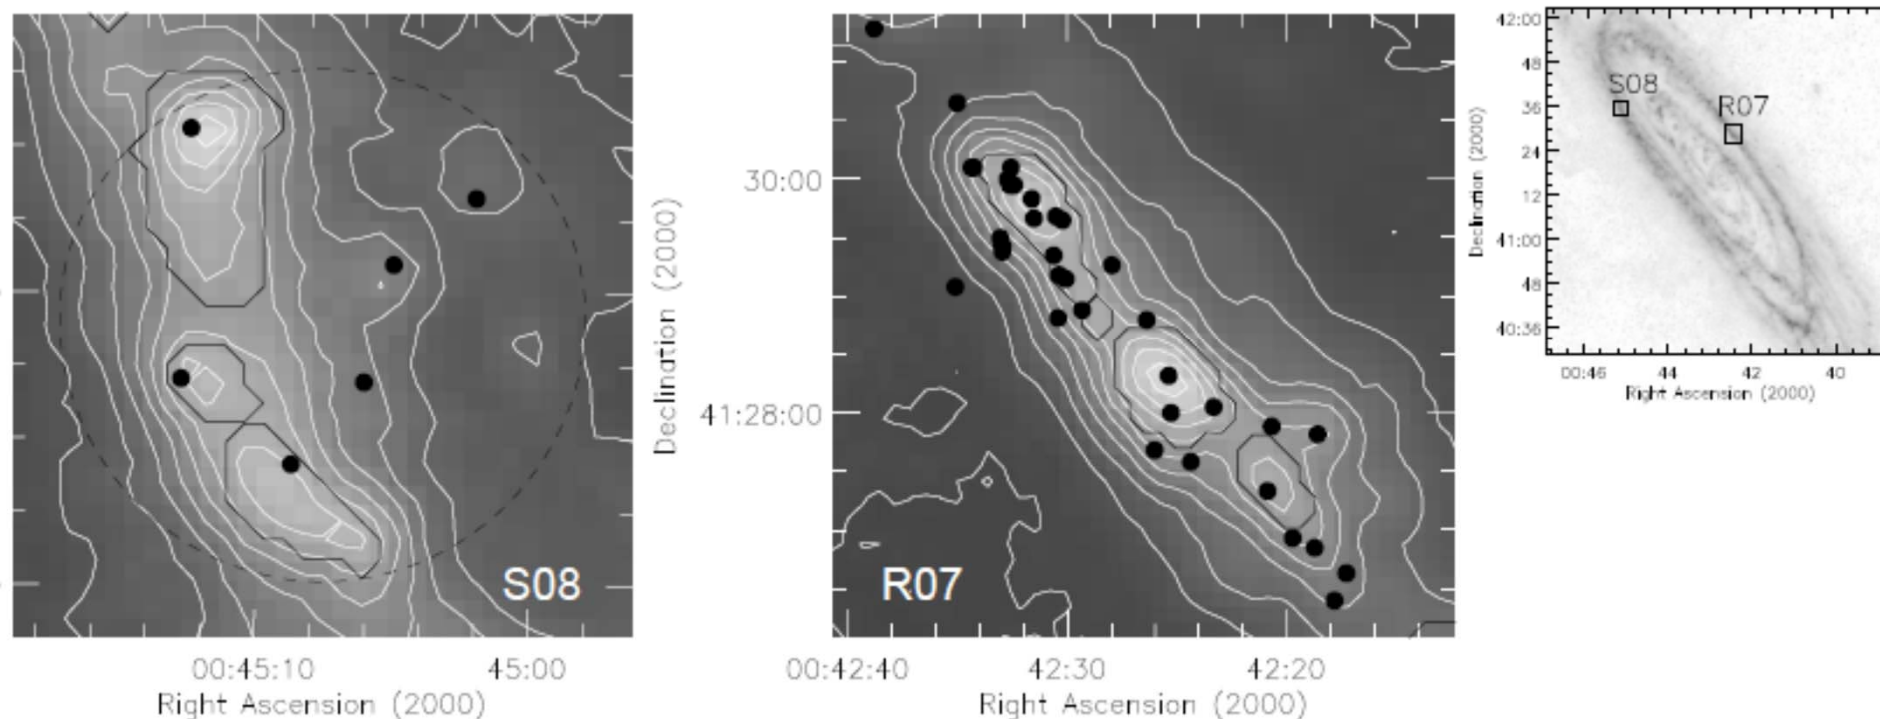 S08
00:45:10
45:00
Right Ascension (2000)
Declination (2000)
30:00
41:28:00
R07
00:42:40
42:30
42:20
Right Ascension (2000)
Declination (2000)
42:00
48
36
24
12
41:00
48
40:36
S08
R07
00:46
44
42
40
Right Ascension (2000)